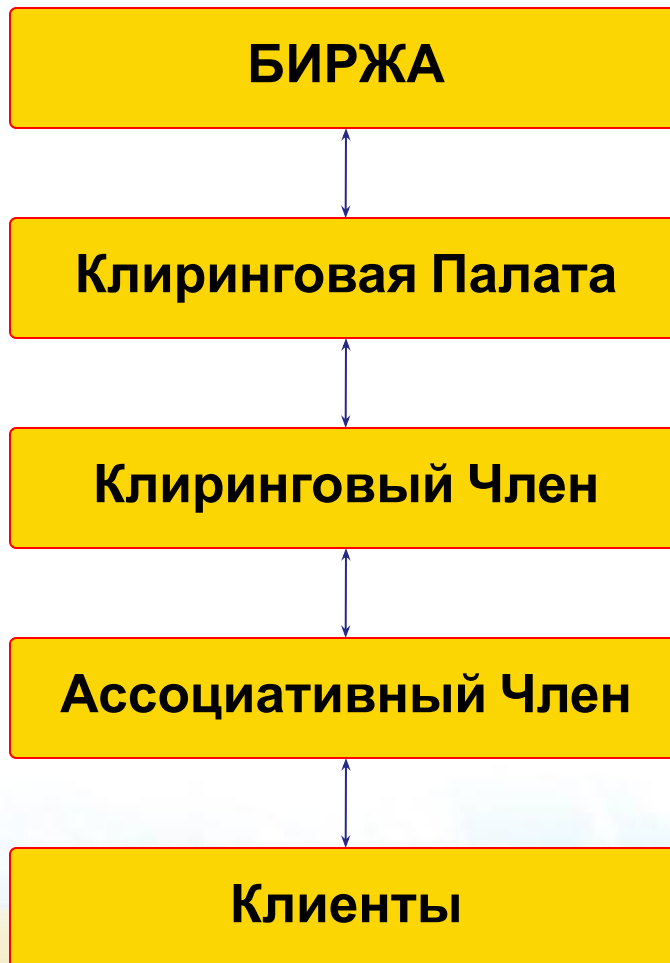 БИРЖА
Клиринговая Палата
Клиринговый Член
Ассоциативный Член
Клиенты